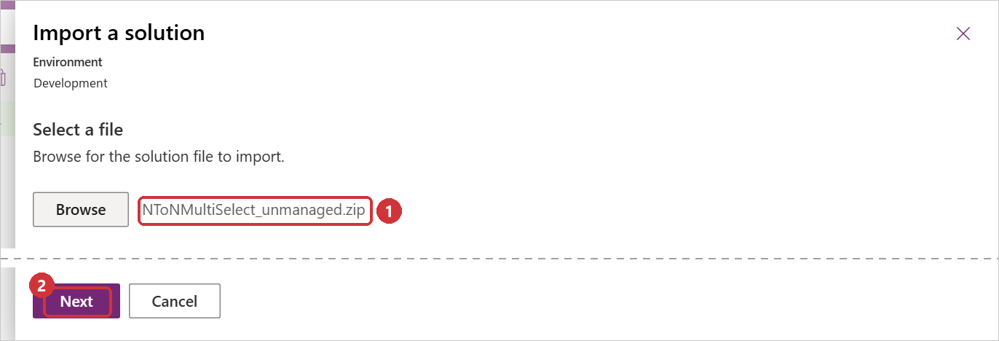 Import a solution
Environment
Development
Select a file
Browse for the solution file to import.
Browse NToNMultiSelect_unmanaged.zip 1
2
Next Cancel